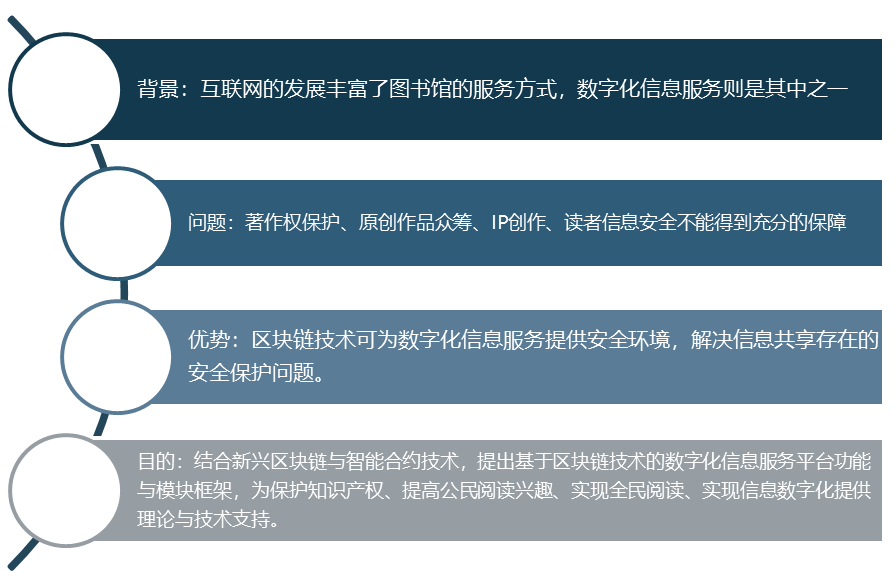 背景：互联网的发展丰富了图书馆的服务方式，数字化信息服务则是其中之一
问题：著作权保护、原创作品众筹、IP创作、读者信息安全不能得到充分的保障
优势：区块链技术可为数字化信息服务提供安全环境，解决信息共享存在的
安全保护问题。
目的：结合新兴区块链与智能合约技术，提出基于区块链技术的数字化信息服务平台功能
与模块框架，为保护知识产权、提高公民阅读兴趣、实现全民阅读、实现信息数字化提供
理论与技术支持。